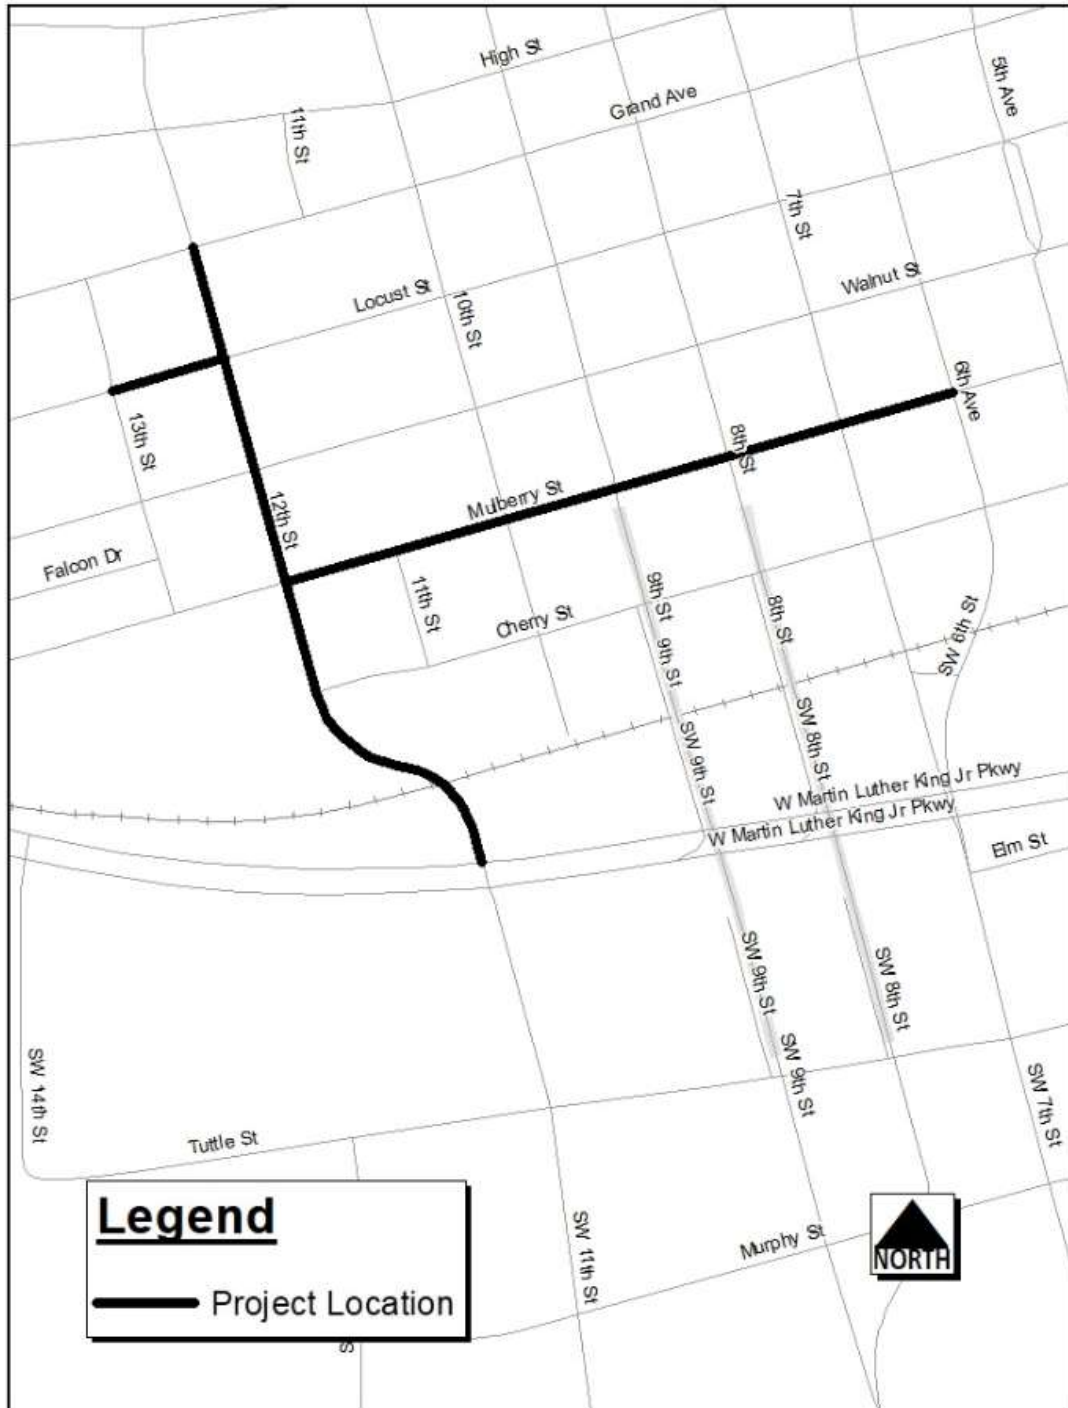 High St
5th Ave
Grand Ave
11th St
7th St
Walnut St
Locust St
10th St
6th Ave
13th St
8th St
12th St
Mulberry St
Falcon Dr
11th St
9th St
8th St
Cherry St
SW 6th St
9th St
SW 8th St
SW 9th St
W Martin Luther King Jr Pkwy
W Martin Luther King Jr Pkwy
Elm St
SW 9th St
SW 8th St
SW 14th St
SW 9th St
SW 7th St
Tuttle St
Legend
SW 11th St
Murphy St
NORTH
Project Location
S